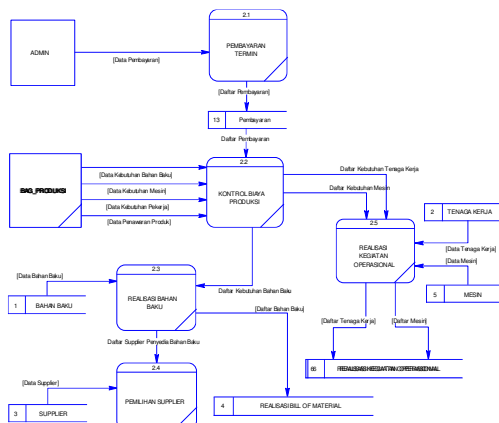 2.1
ADMIN
PEMBAYARAN
TERMIN
[Data Pembayaran]
[Daftar Pembayaran]
13 Pembayaran
Daftar Pembayaran
2.2
BAG_PRODUKSI
[Data Kebutuhan Bahan Baku]
[Data Kebutuhan Mesin]
[Data Kebutuhan Pekerja]
[Data Penawaran Produk]
KONTROL BIAYA
PRODUKSI
Daftar Kebutuhan Tenaga Kerja
Daftar Kebutuhan Mesin
2 TENAGA KERJA
2.5
REALISASI
KEGIATAN
OPERASIONAL
[Data Tenaga Kerja]
[Data Mesin]
5 MESIN
2.3
[Data Bahan Baku]
Daftar Kebutuhan Bahan Baku
REALISASI BAHAN
BAKU
1 BAHAN BAKU
[Daftar Bahan Baku]
[Daftar Tenaga Kerja]
[Daftar Mesin]
Daftar Supplier Penyedia Bahan Baku
2.4
REALISASI KEGIATAN OPERASIONAL
[Data Supplier]
PEMILIHAN SUPPLIER
3 SUPPLIER
4 REALISASI BILL OF MATERIAL